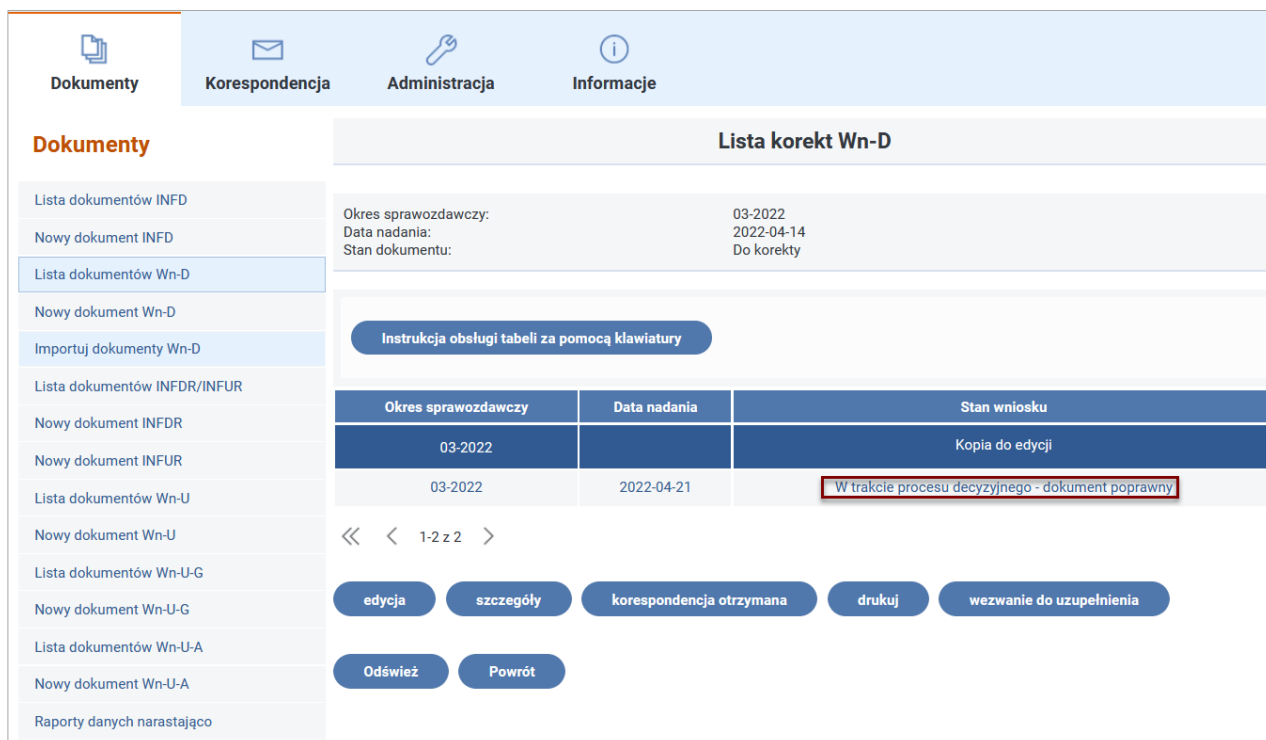 Dokumenty
Korespondencja
Administracja
Informacje
Dokumenty
Lista dokumentów INFD
Nowy dokument INFD
Lista dokumentów Wn-D
Nowy dokument Wn-D
Importuj dokumenty Wn-D
Lista dokumentów INFDR/INFUR
Nowy dokument INFDR
Nowy dokument INFUR
Lista dokumentów Wn-U
Nowy dokument Wn-U
Lista dokumentów Wn-U-G
Nowy dokument Wn-U-G
Lista dokumentów Wn-U-A
Nowy dokument Wn-U-A
Raporty danych narastająco
Lista korekt Wn-D
Okres sprawozdawczy: 03-2022
Data nadania: 2022-04-14
Stan dokumentu: Do korekty
Instrukcja obsługi tabeli za pomocą klawiatury
Okres sprawozdawczy Data nadania Stan wniosku
03-2022 Kopia do edycji
03-2022 2022-04-21 W trakcie procesu decyzyjnego - dokument poprawny
1-2 z 2
edycja szczegóły korespondencja otrzymana drukuj wezwanie do uzupełnienia
Odśwież Powrót